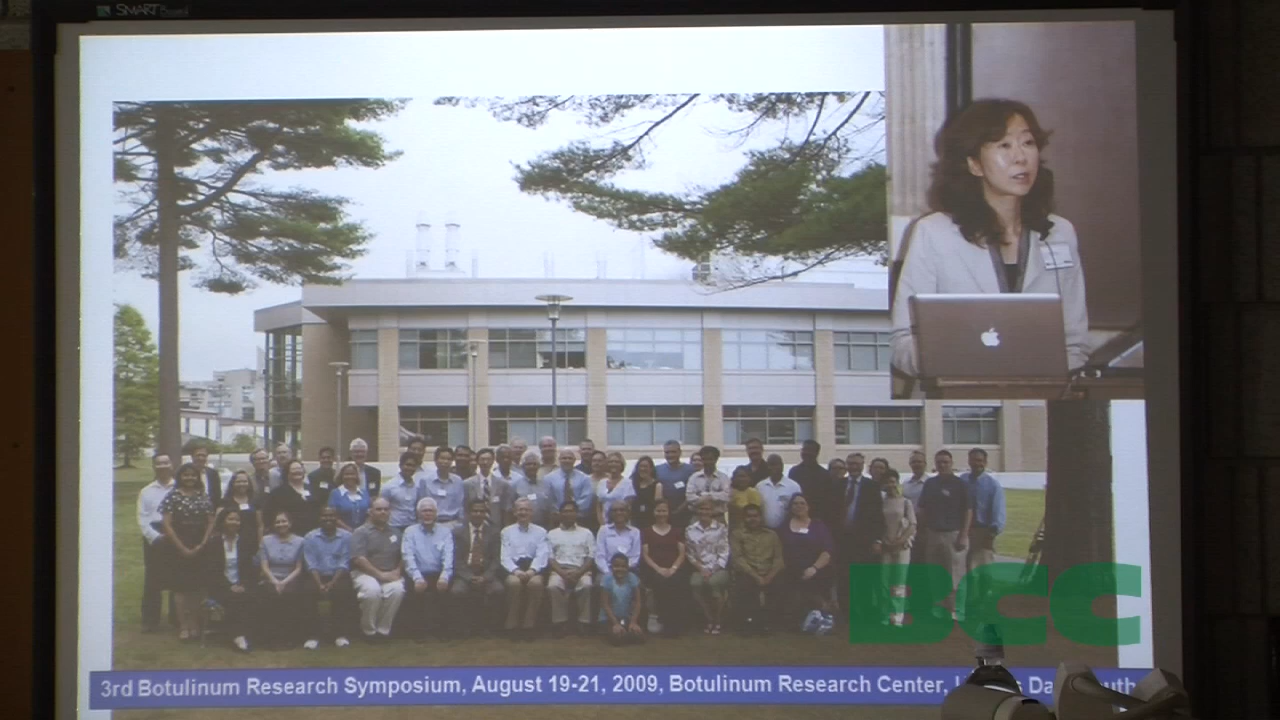 SMART Board
BCC
3rd Botulinum Research Symposium, August 19-21, 2009, Botulinum Research Center,